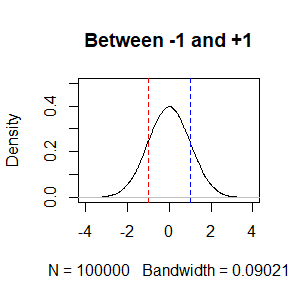 Between -1 and +1
Density
0.4
0.2
0.0
-4 -2 0 2 4
N = 100000 Bandwidth = 0.09021